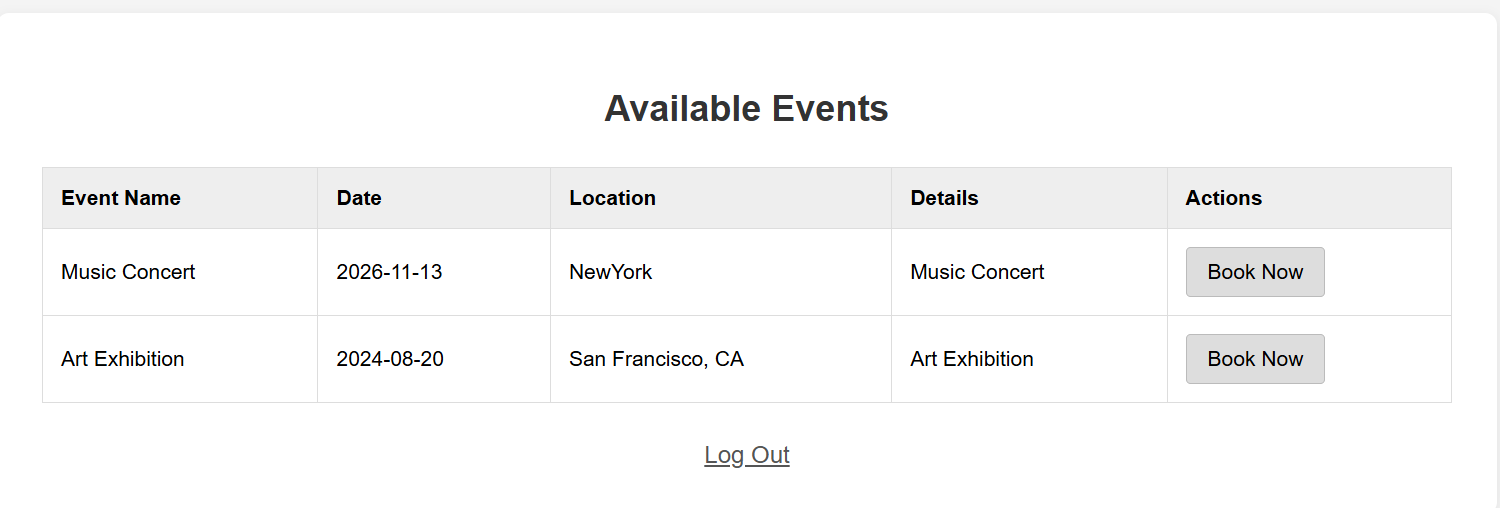 Available Events
Event Name Date Location Details Actions
Music Concert 2026-11-13 NewYork Music Concert Book Now
Art Exhibition 2024-08-20 San Francisco, CA Art Exhibition Book Now
Log Out